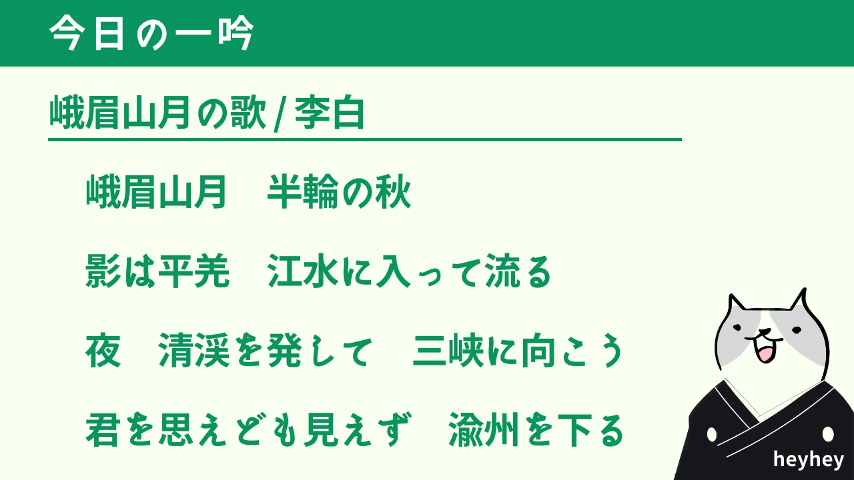 今日の一吟
峨眉山月の歌 / 李白
峨眉山月　半輪の秋
影は平羌　江水に入って流る
夜　清渓を発して　三峡に向こう
君を思えども見えず　渝州を下る
heyhey